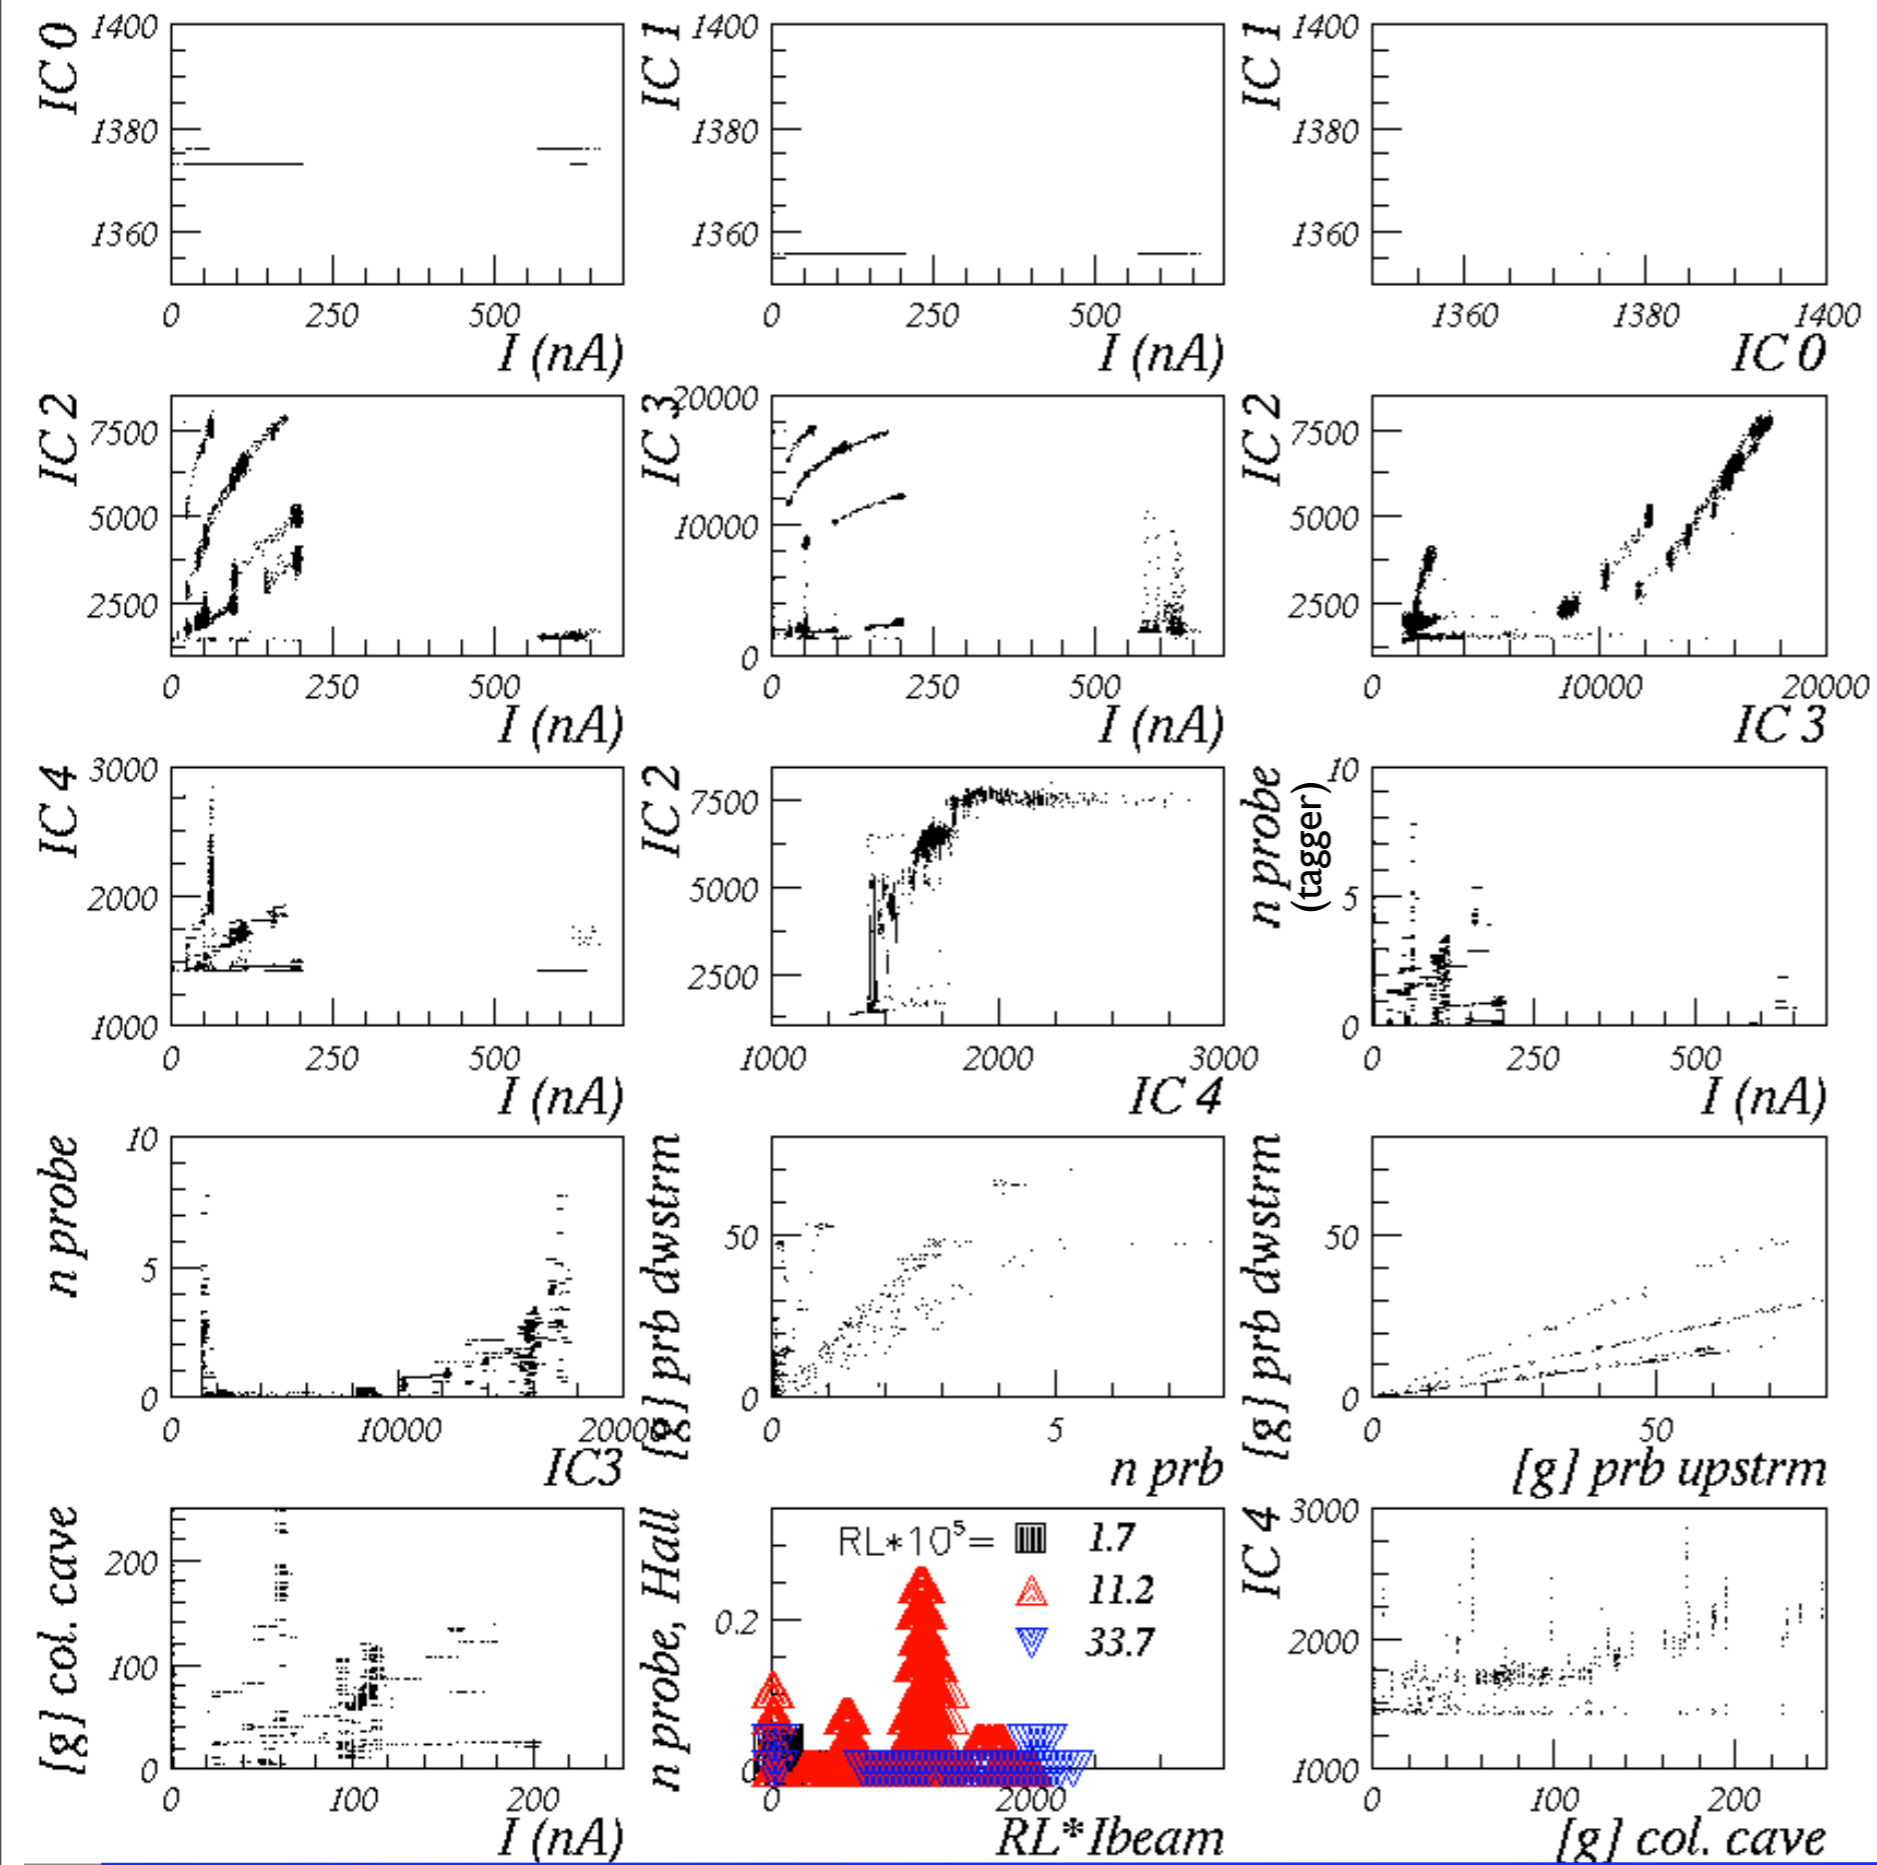 IC 0
1400
1380
1360
0 250 500
I (nA)
IC 1
1400
1380
1360
0 250 500
I (nA)
IC 1
1400
1380
1360
1360 1380 1400
IC 0
IC 2
7500
5000
2500
0 250 500
I (nA)
IC 3
20000
10000
0
0 250 500
I (nA)
IC 2
7500
5000
2500
0 10000 20000
IC 3
IC 4
3000
2000
1000
0 250 500
I (nA)
IC 2
7500
5000
2500
1000 2000 3000
IC 4
n probe
(tagger)
10
5
0
0 250 500
I (nA)
n probe
10
5
0
0 10000 20000
IC3
[g] prb dwstrm
50
0
0 5
n prb
[g] prb dwstrm
50
0
0 50
[g] prb upstrm
[g] col. cave
200
100
0
0 100 200
I (nA)
n probe, Hall
0.2
0
RL*10⁵= 1.7
11.2
33.7
0 2000
RL*Ibeam
IC 4
3000
2000
1000
0 100 200
[g] col. cave